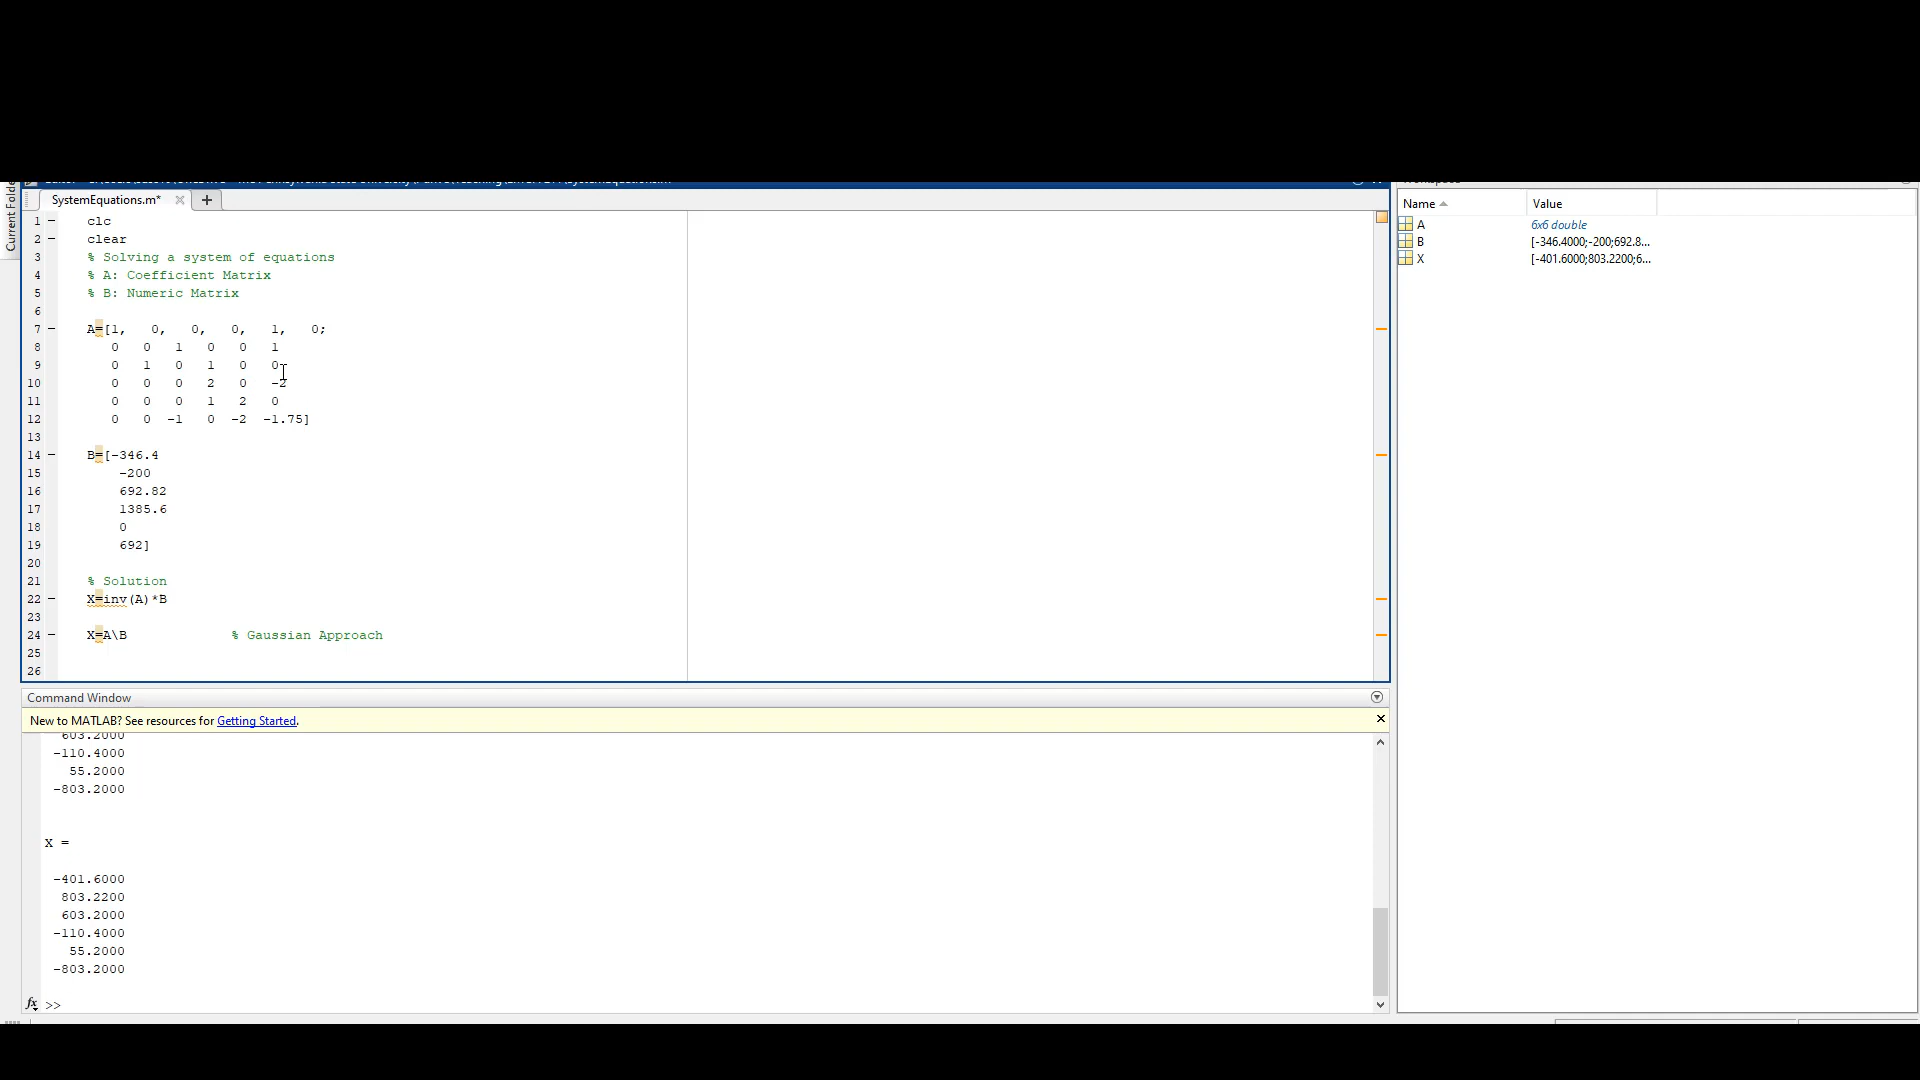 Current Folde
SystemEquations.m*
1 clc
2 clear
3 % Solving a system of equations
4 % A: Coefficient Matrix
5 % B: Numeric Matrix
6
7 A=[1, 0, 0, 0, 1, 0;
8 0 0 1 0 0 1
9 0 1 0 1 0 0
10 0 0 0 2 0 -2
11 0 0 0 1 2 0
12 0 0 -1 0 -2 -1.75]
13
14 B=[-346.4
15 -200
16 692.82
17 1385.6
18 0
19 692]
20
21 % Solution
22 X=inv(A)*B
23
24 X=A\B % Gaussian Approach
25
26
Command Window
New to MATLAB? See resources for Getting Started.
603.2000
-110.4000
55.2000
-803.2000
X =
-401.6000
803.2200
603.2000
-110.4000
55.2000
-803.2000
fx >>
Name Value
A 6x6 double
B [-346.4000;-200;692.8...
X [-401.6000;803.2200;6...